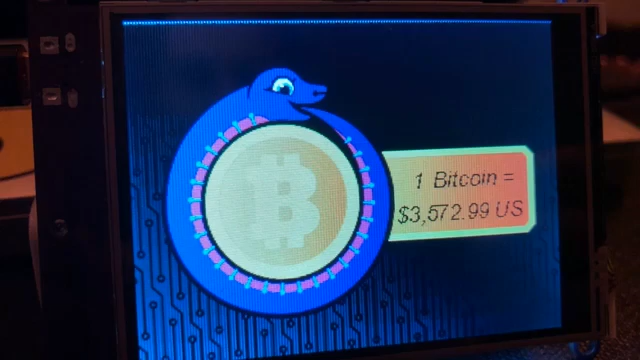 1 Bitcoin =
$3,572.99 US